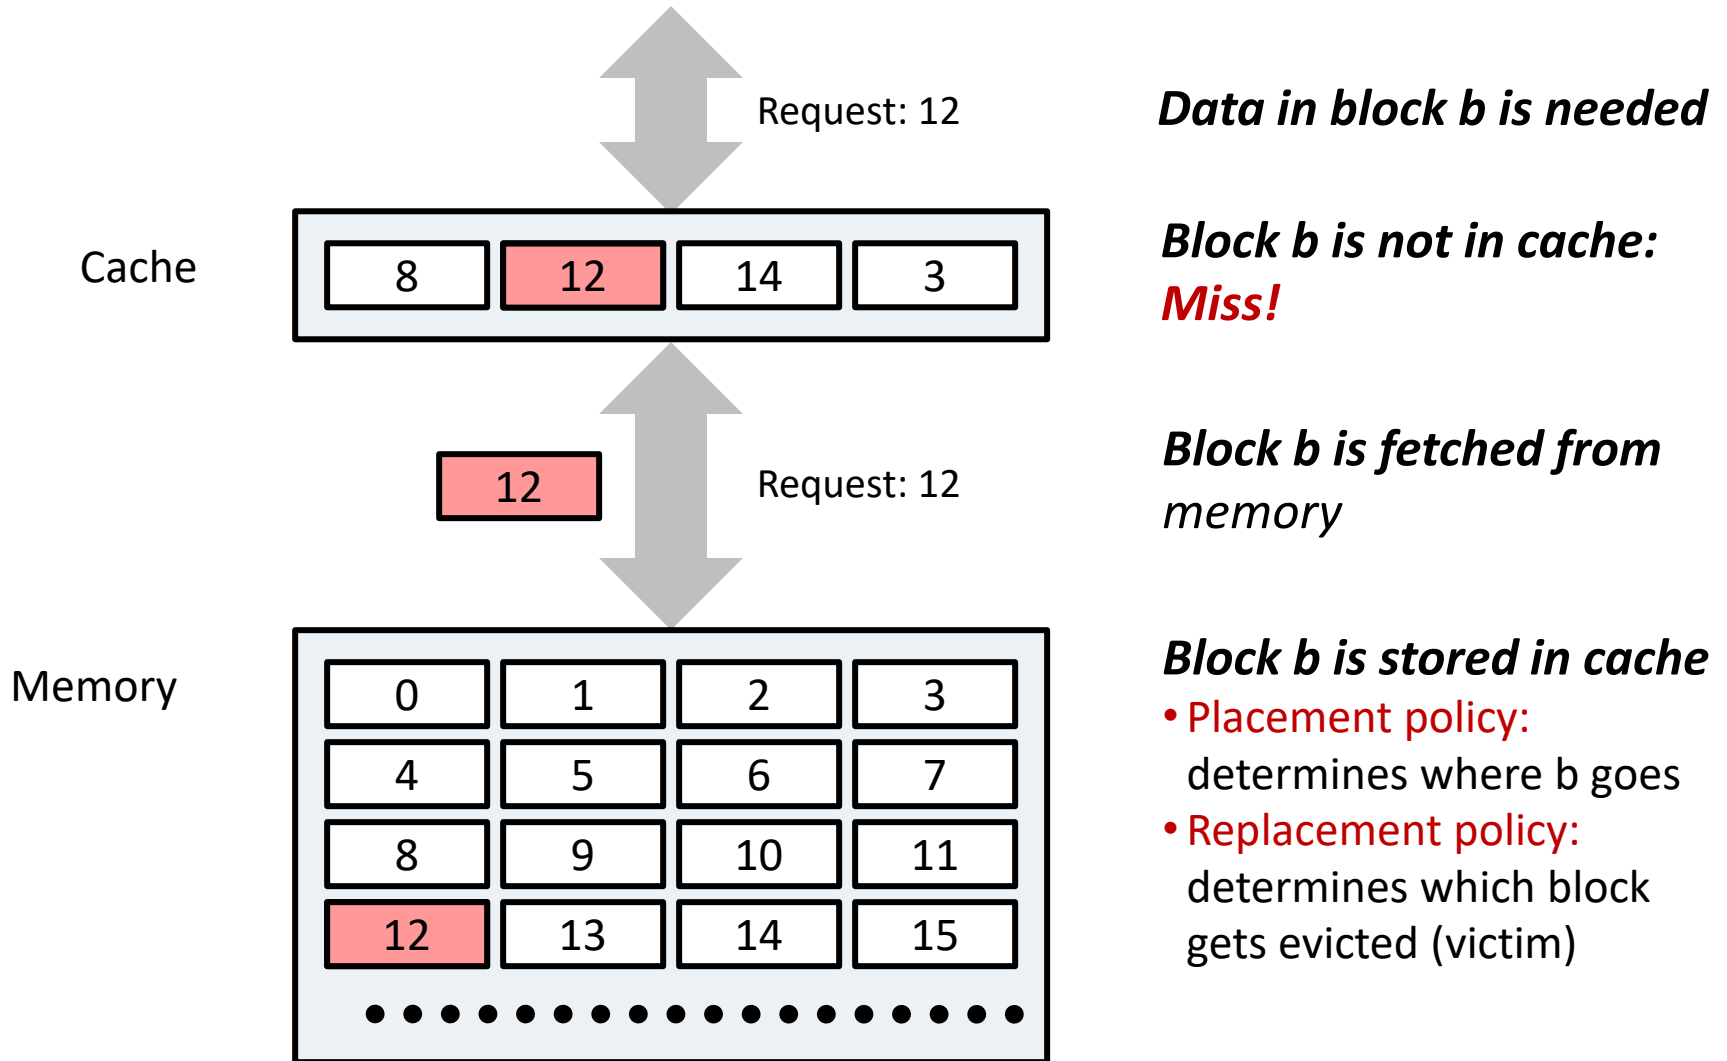 Request: 12
Data in block b is needed
Cache
8 12 14 3
Block b is not in cache:
Miss!
12
Request: 12
Block b is fetched from
memory
Memory
0 1 2 3
4 5 6 7
8 9 10 11
12 13 14 15
Block b is stored in cache
• Placement policy:
determines where b goes
• Replacement policy:
determines which block
gets evicted (victim)